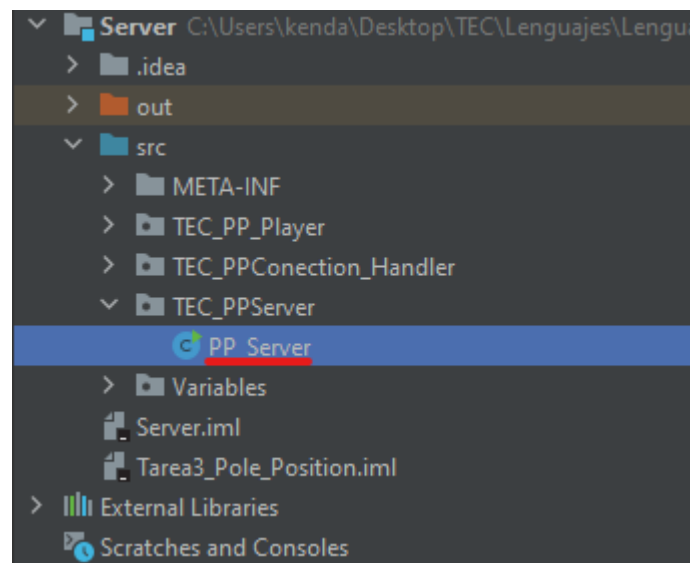 Server C:\Users\kenda\Desktop\TEC\Lenguajes\Lengua
.idea
out
src
META-INF
TEC_PP_Player
TEC_PPConection_Handler
TEC_PPServer
PP_Server
Variables
Server.iml
Tarea3_Pole_Position.iml
External Libraries
Scratches and Consoles